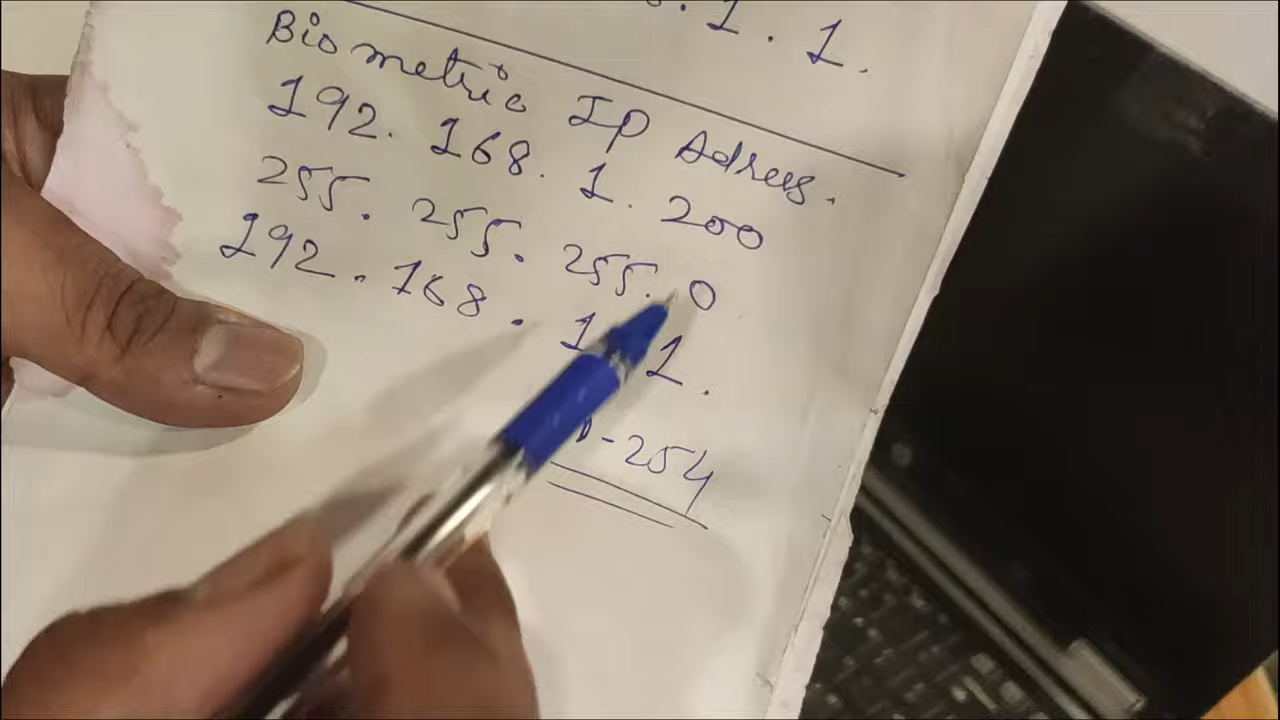 . 1 . 1 .
Biometric Ip Adress.
192. 168. 1. 200
255. 255. 255. 0
192. 168. 1 1.
-254